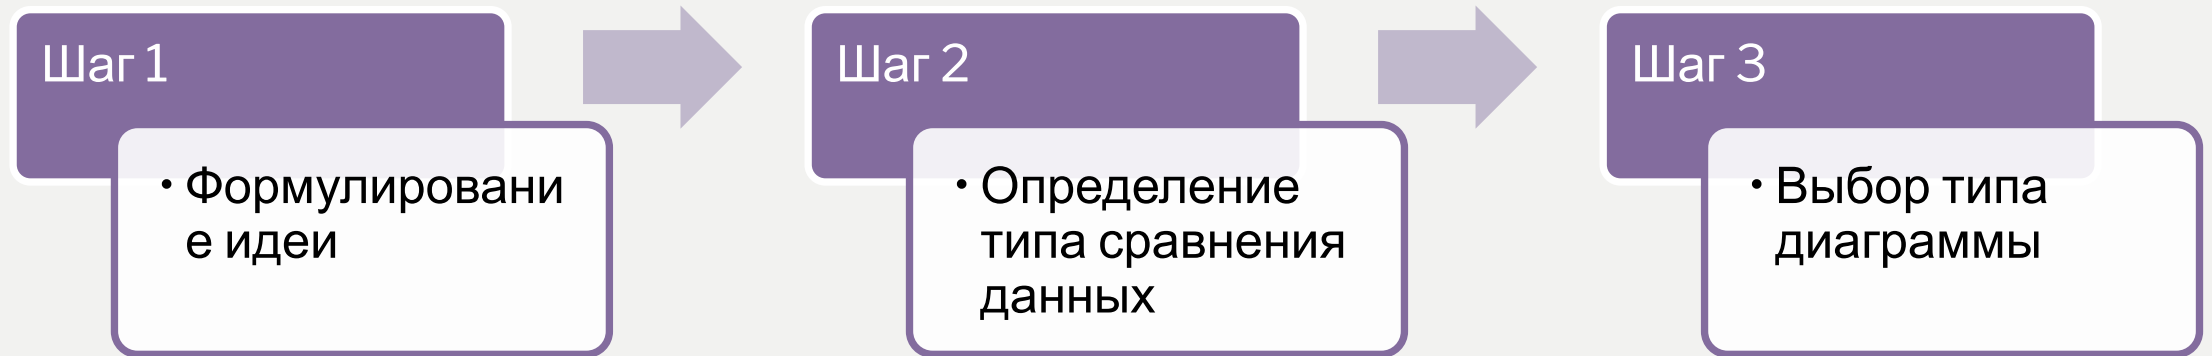 Шаг 1
• Формулировани
е идеи
Шаг 2
• Определение
типа сравнения
данных
Шаг 3
• Выбор типа
диаграммы